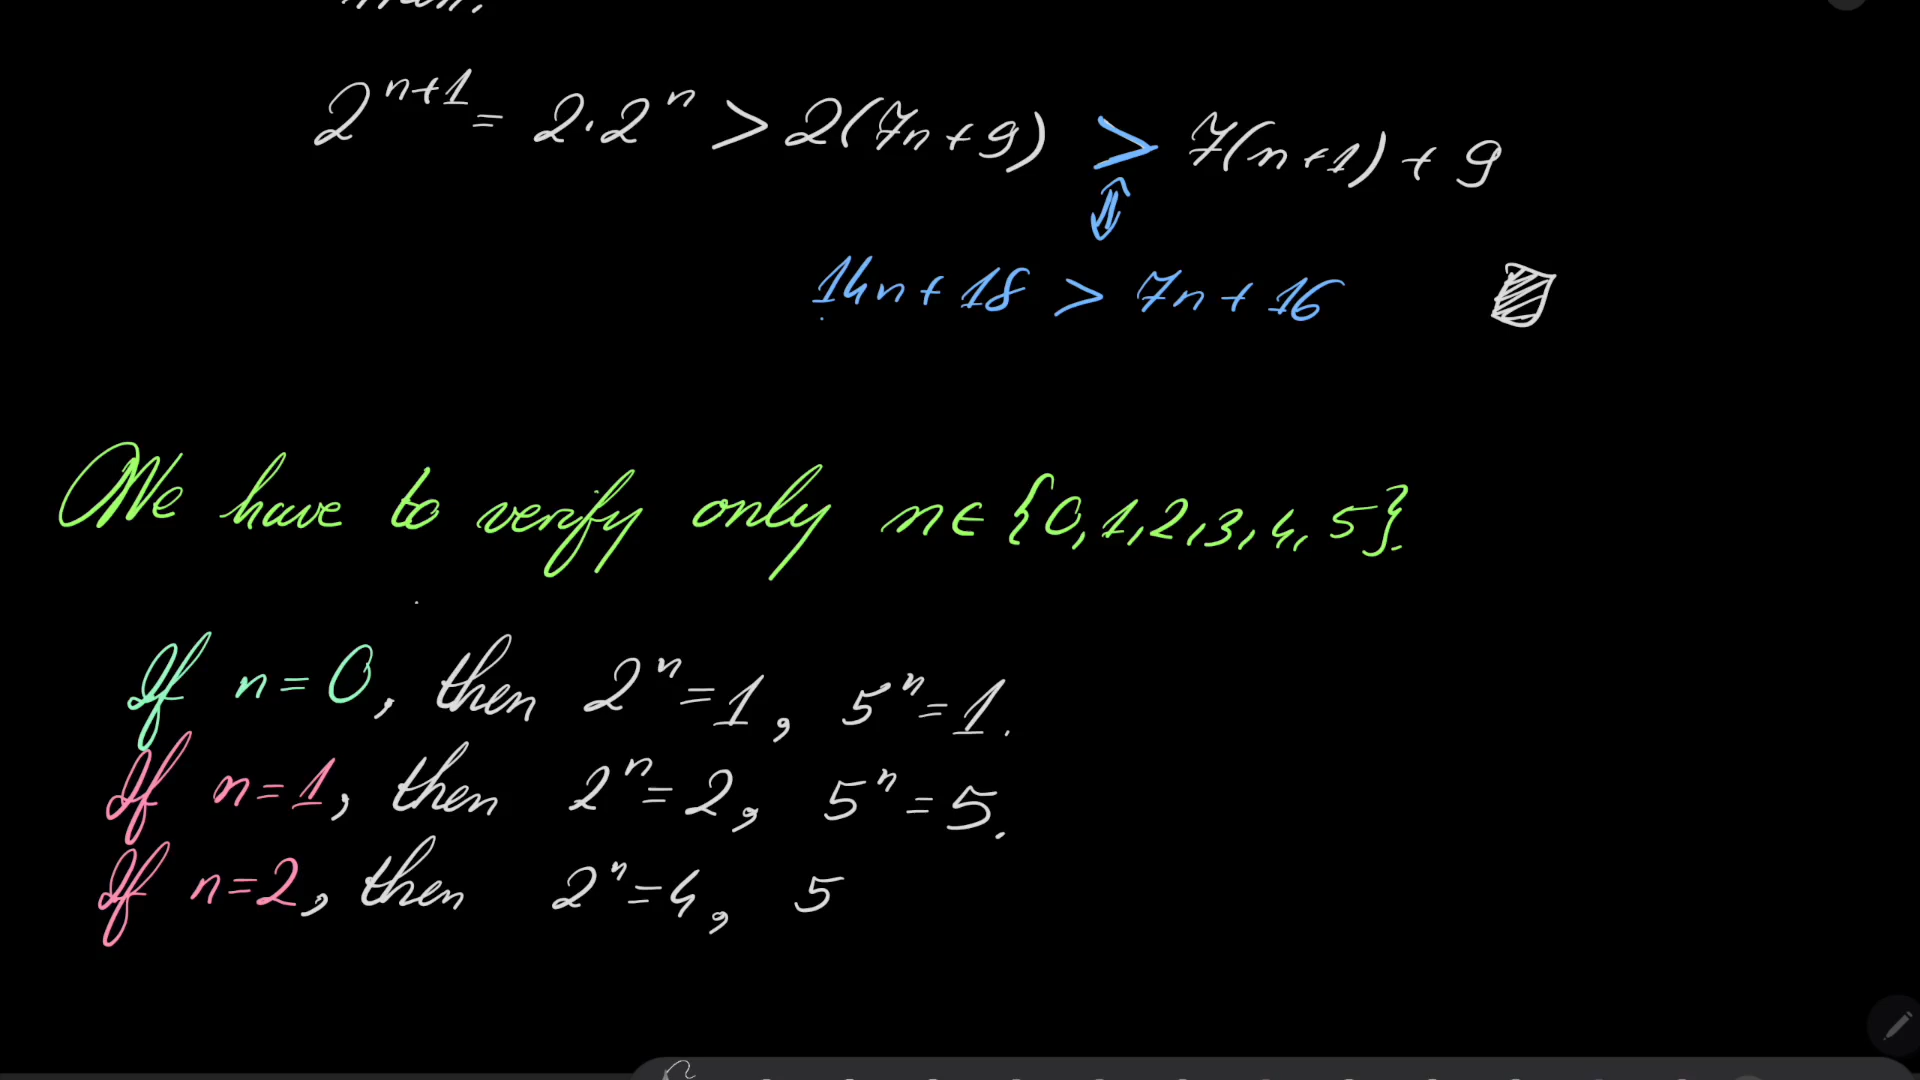 2^{n+1} = 2·2^n > 2(7n+9) > 7(n+1)+9
⇕
14n+18 > 7n+16
We have to verify only n∈{0,1,2,3,4,5}.
If n=0, then 2^n=1, 5^n=1.
If n=1, then 2^n=2, 5^n=5.
If n=2, then 2^n=4, 5